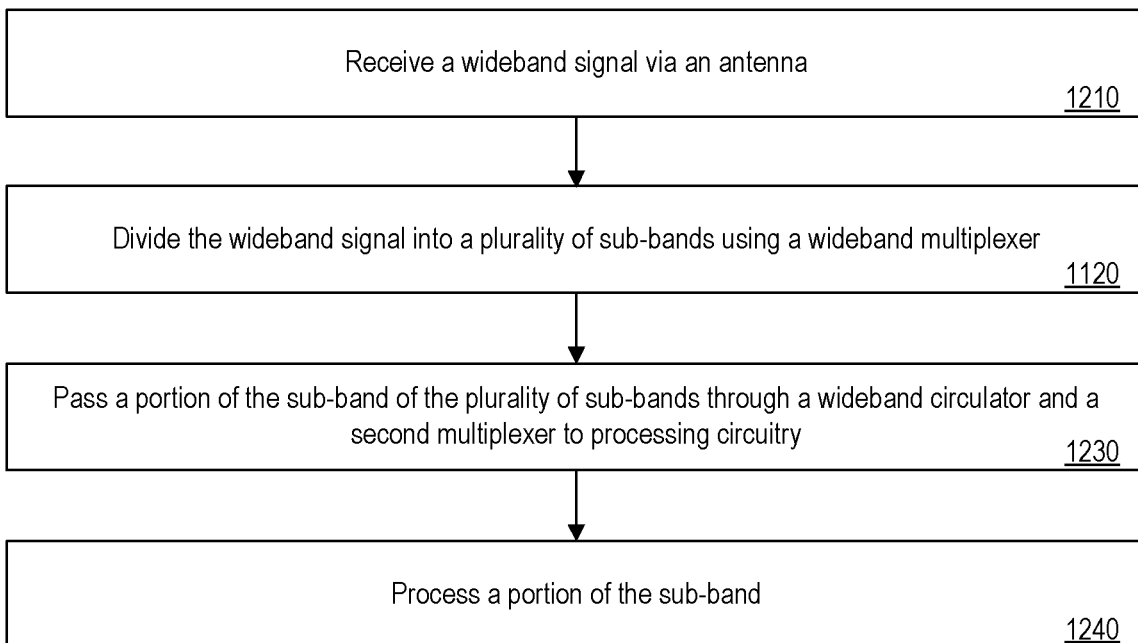 Receive a wideband signal via an antenna
1210
Divide the wideband signal into a plurality of sub-bands using a wideband multiplexer
1120
Pass a portion of the sub-band of the plurality of sub-bands through a wideband circulator and a
second multiplexer to processing circuitry
1230
Process a portion of the sub-band
1240